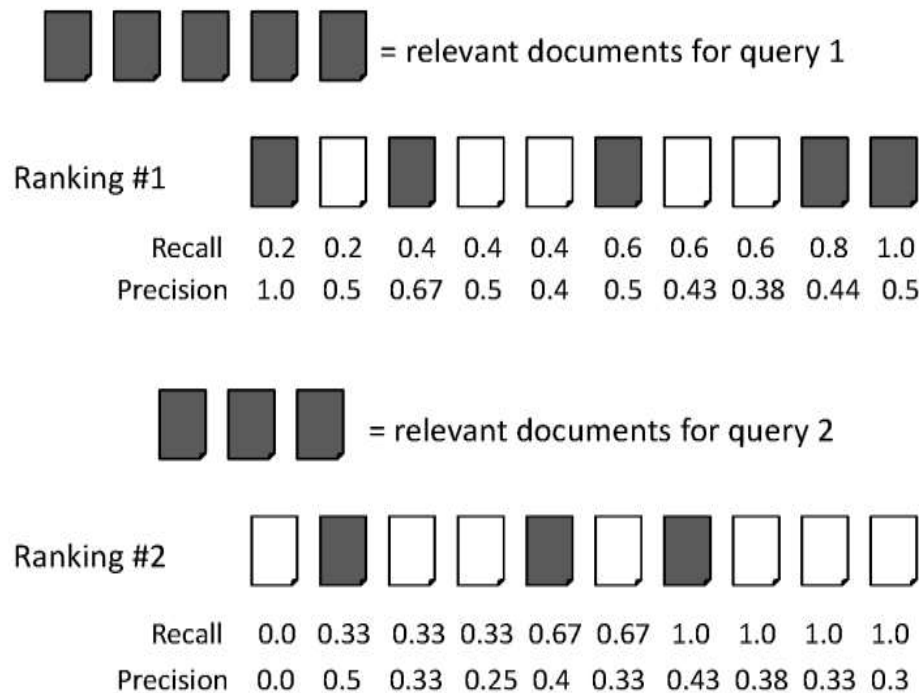 = relevant documents for query 1
Ranking #1
Recall 0.2 0.2 0.4 0.4 0.4 0.6 0.6 0.6 0.8 1.0
Precision 1.0 0.5 0.67 0.5 0.4 0.5 0.43 0.38 0.44 0.5
= relevant documents for query 2
Ranking #2
Recall 0.0 0.33 0.33 0.33 0.67 0.67 1.0 1.0 1.0 1.0
Precision 0.0 0.5 0.33 0.25 0.4 0.33 0.43 0.38 0.33 0.3